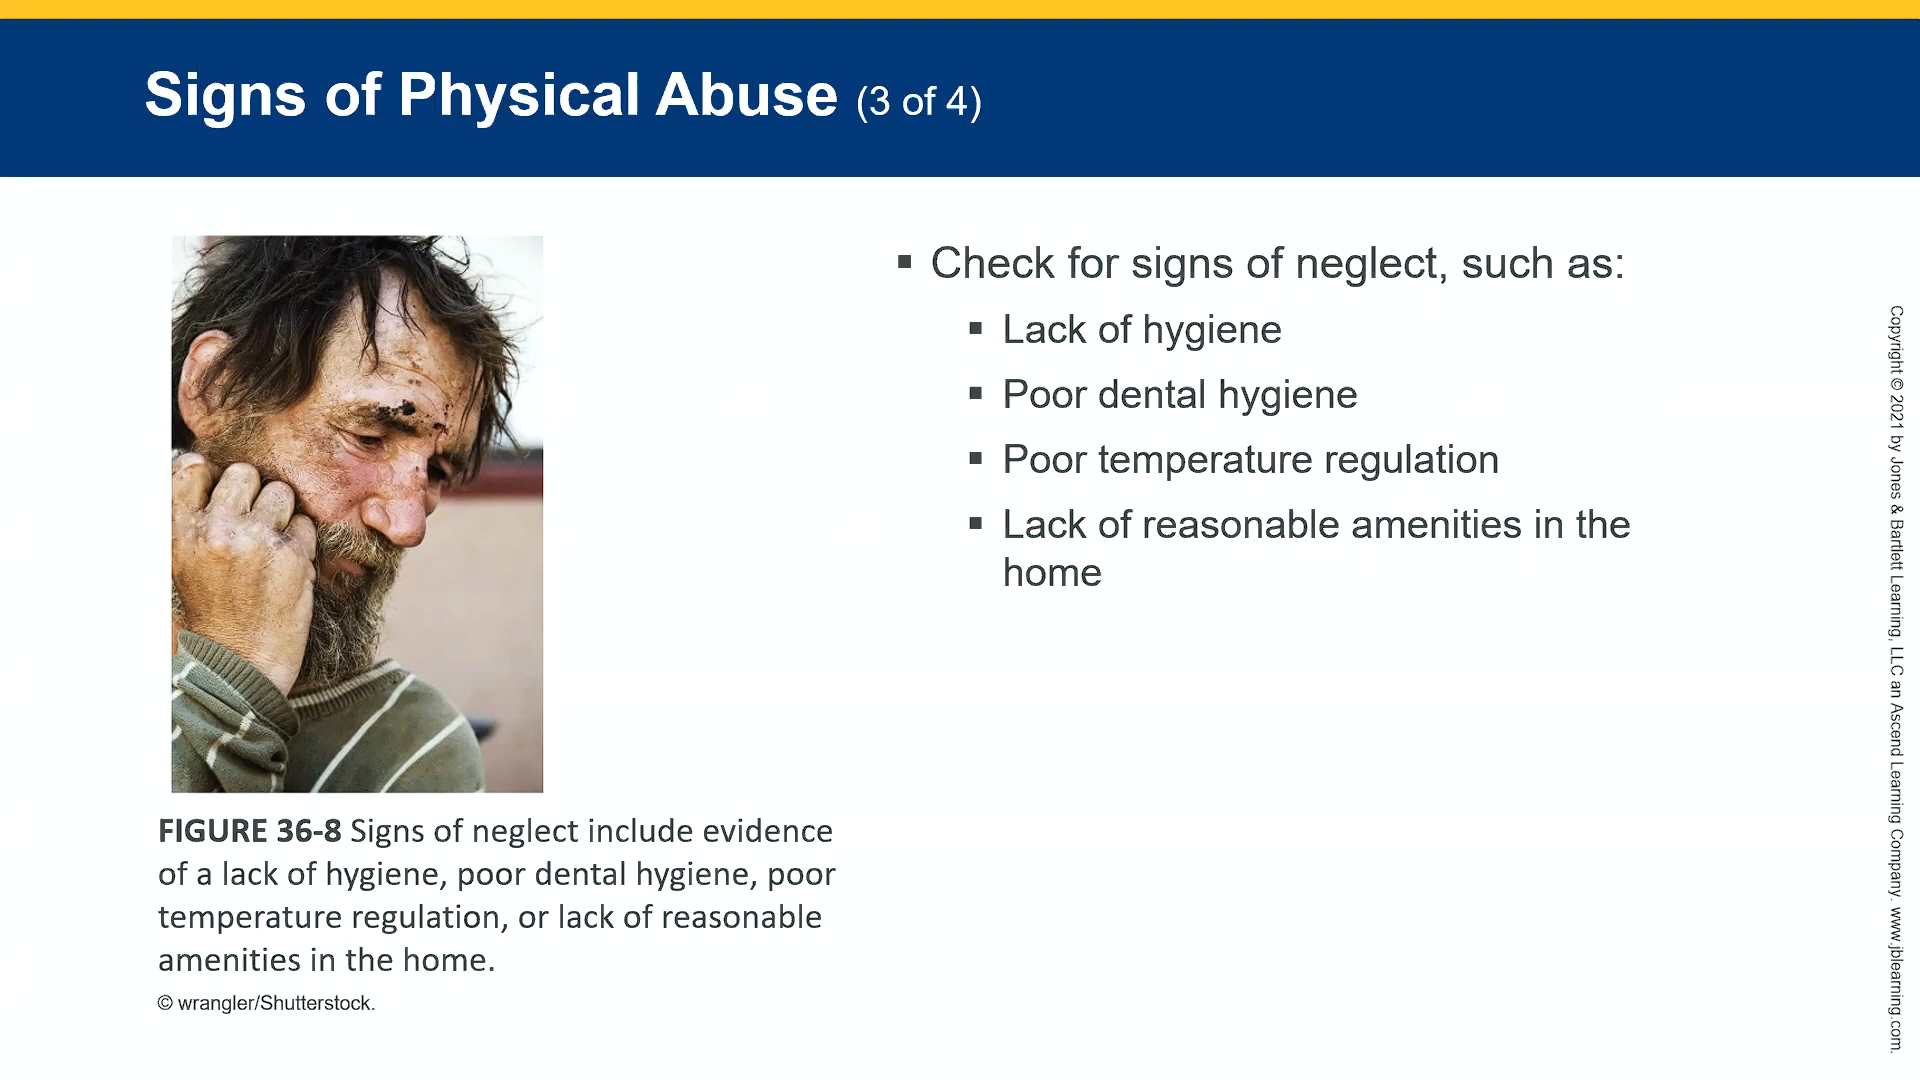 Signs of Physical Abuse (3 of 4)
▪ Check for signs of neglect, such as:
▪ Lack of hygiene
▪ Poor dental hygiene
▪ Poor temperature regulation
▪ Lack of reasonable amenities in the
home
FIGURE 36-8 Signs of neglect include evidence
of a lack of hygiene, poor dental hygiene, poor
temperature regulation, or lack of reasonable
amenities in the home.
© wrangler/Shutterstock.
Copyright © 2021 by Jones & Bartlett Learning, LLC an Ascend Learning Company. www.jblearning.com.